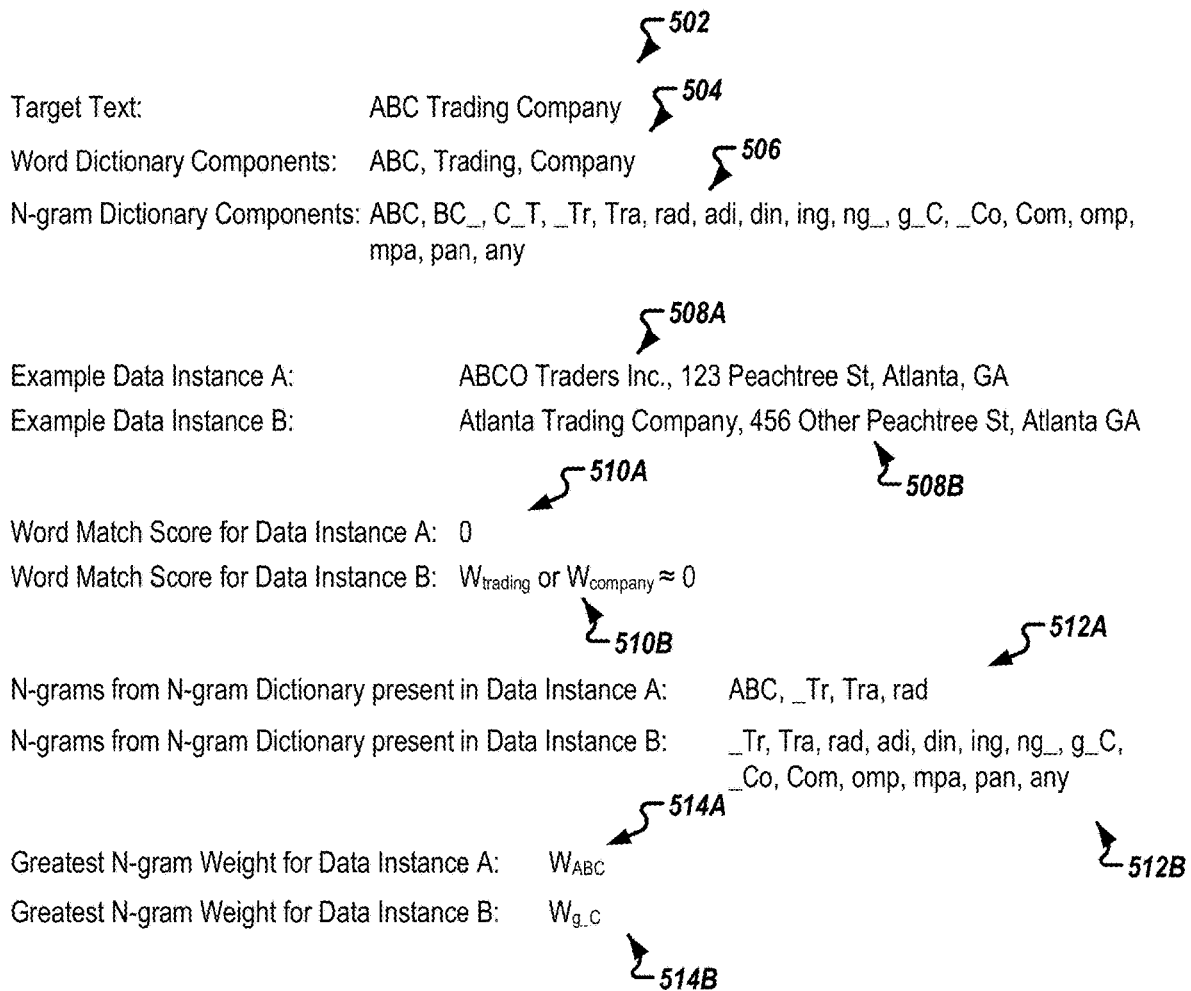 502
Target Text: ABC Trading Company
504
Word Dictionary Components: ABC, Trading, Company
506
N-gram Dictionary Components: ABC, BC_, C_T, _Tr, Tra, rad, adi, din, ing, ng_, g_C, _Co, Com, omp,
mpa, pan, any
508A
Example Data Instance A: ABCO Traders Inc., 123 Peachtree St, Atlanta, GA
Example Data Instance B: Atlanta Trading Company, 456 Other Peachtree St, Atlanta GA
510A
508B
Word Match Score for Data Instance A: 0
Word Match Score for Data Instance B: Wtrading or Wcompany ≈ 0
510B
512A
N-grams from N-gram Dictionary present in Data Instance A: ABC, _Tr, Tra, rad
N-grams from N-gram Dictionary present in Data Instance B: _Tr, Tra, rad, adi, din, ing, ng_, g_C,
_Co, Com, omp, mpa, pan, any
514A
Greatest N-gram Weight for Data Instance A: WABC
512B
Greatest N-gram Weight for Data Instance B: Wg_C
514B